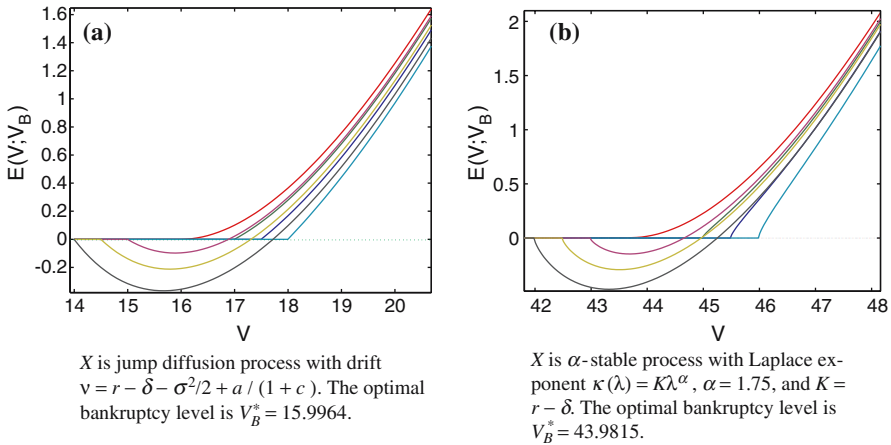 (a)
1.6
1.4
1.2
1
0.8
0.6
0.4
0.2
0
-0.2
E(V;V_B)
14 15 16 17 18 19 20
V
X is jump diffusion process with drift
ν = r − δ − σ²/2 + a / (1 + c ). The optimal
bankruptcy level is V*_B = 15.9964.
(b)
2
1.5
1
0.5
0
E(V;V_B)
42 43 44 45 46 47 48
V
X is α-stable process with Laplace ex-
ponent κ(λ) = Kλ^α , α = 1.75, and K =
r − δ. The optimal bankruptcy level is
V*_B = 43.9815.